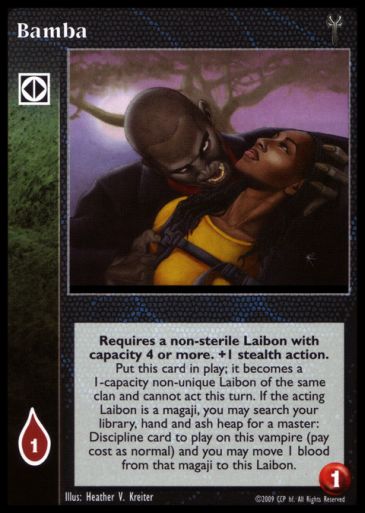 Bamba
Requires a non-sterile Laibon with
capacity 4 or more. +1 stealth action.
Put this card in play; it becomes a
1-capacity non-unique Laibon of the same
clan and cannot act this turn. If the acting
Laibon is a magaji, you may search your
library, hand and ash heap for a master:
Discipline card to play on this vampire (pay
cost as normal) and you may move 1 blood
from that magaji to this Laibon.
1
1
Illus: Heather V. Kreiter
©2009 CCP hf. All Rights Reserved